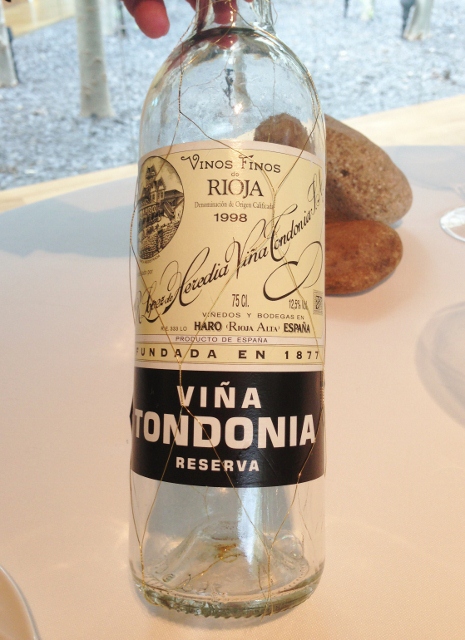 Vinos Finos
de
RIOJA
Denominación de Origen Calificada
1998
López de Heredia Viña Tondonia
75 Cl. 12,5% Vol.
VIÑEDOS Y BODEGAS EN
HARO (Rioja Alta) ESPAÑA
PRODUCTO DE ESPAÑA
FUNDADA EN 1877
VIÑA
TONDONIA
RESERVA